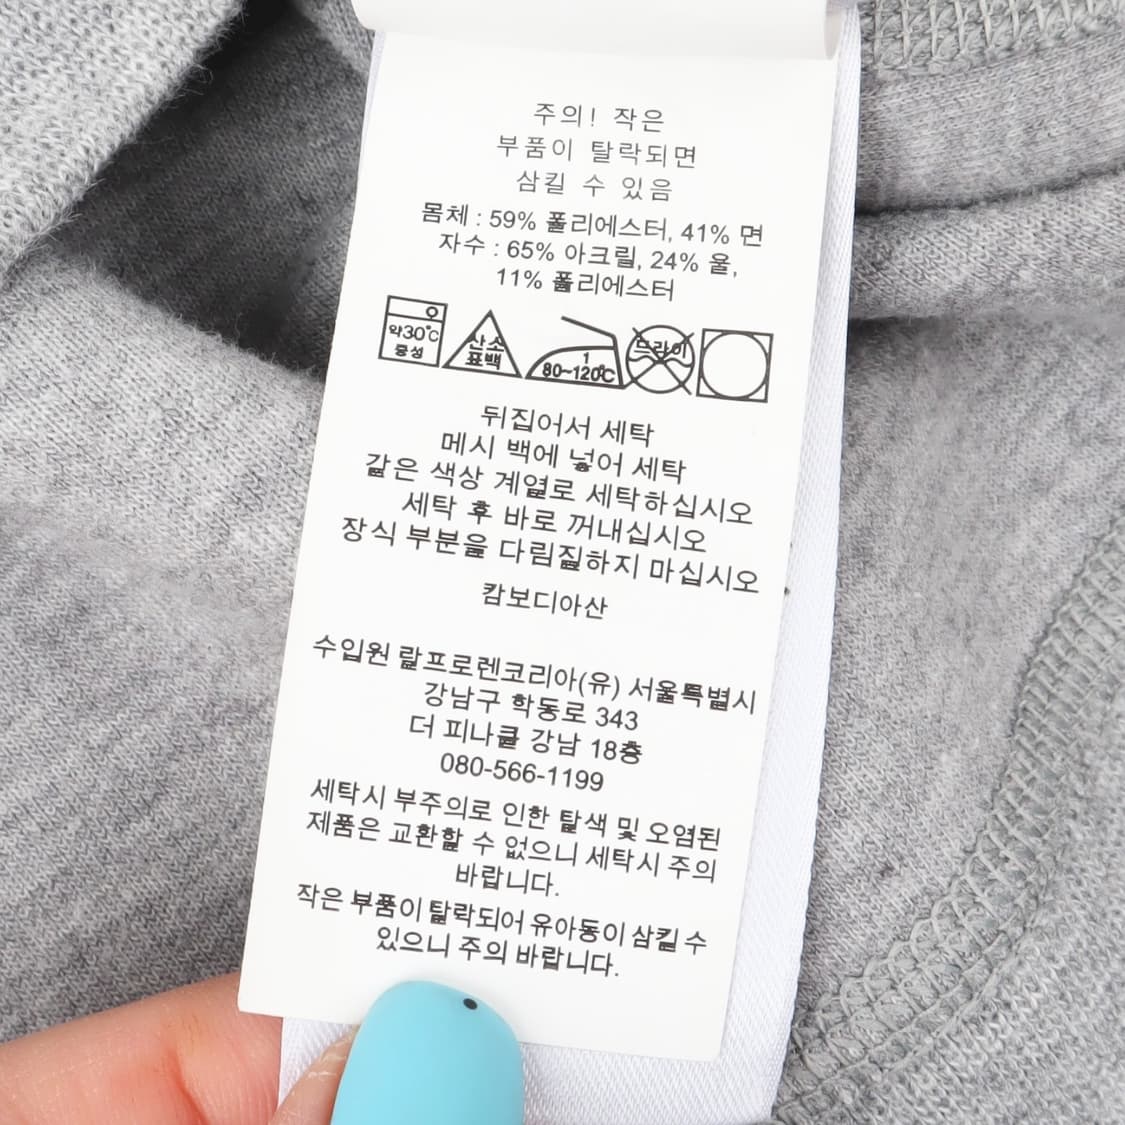 주의! 작은
부품이 탈락되면
삼킬 수 있음
몸체 : 59% 폴리에스터, 41% 면
자수 : 65% 아크릴, 24% 울,
11% 폴리에스터
약30℃
중성
산소
표백
1
80~120℃
드라이
뒤집어서 세탁
메시 백에 넣어 세탁
같은 색상 계열로 세탁하십시오
세탁 후 바로 꺼내십시오
장식 부분을 다림질하지 마십시오
캄보디아산
수입원 랄프로렌코리아(유) 서울특별시
강남구 학동로 343
더 피나클 강남 18층
080-566-1199
세탁시 부주의로 인한 탈색 및 오염된
제품은 교환할 수 없으니 세탁시 주의
바랍니다.
작은 부품이 탈락되어 유아동이 삼킬 수
있으니 주의 바랍니다.